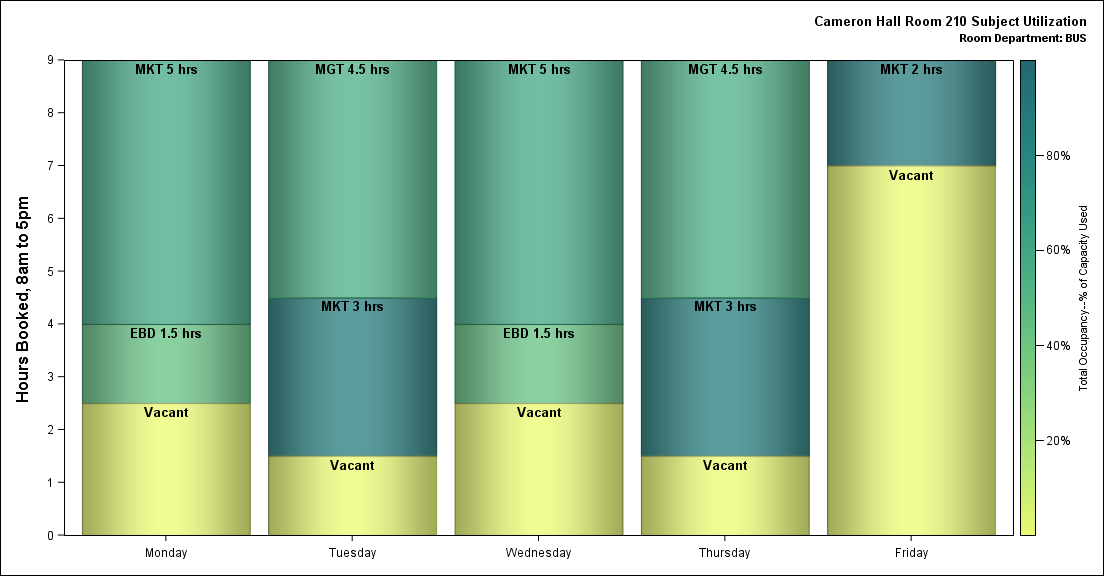 Cameron Hall Room 210 Subject Utilization
Room Department: BUS
Hours Booked, 8am to 5pm
9
8
7
6
5
4
3
2
1
0
MKT 5 hrs
EBD 1.5 hrs
Vacant
MGT 4.5 hrs
MKT 3 hrs
Vacant
MKT 5 hrs
EBD 1.5 hrs
Vacant
MGT 4.5 hrs
MKT 3 hrs
Vacant
MKT 2 hrs
Vacant
Monday
Tuesday
Wednesday
Thursday
Friday
80%
60%
40%
20%
Total Occupancy--% of Capacity Used